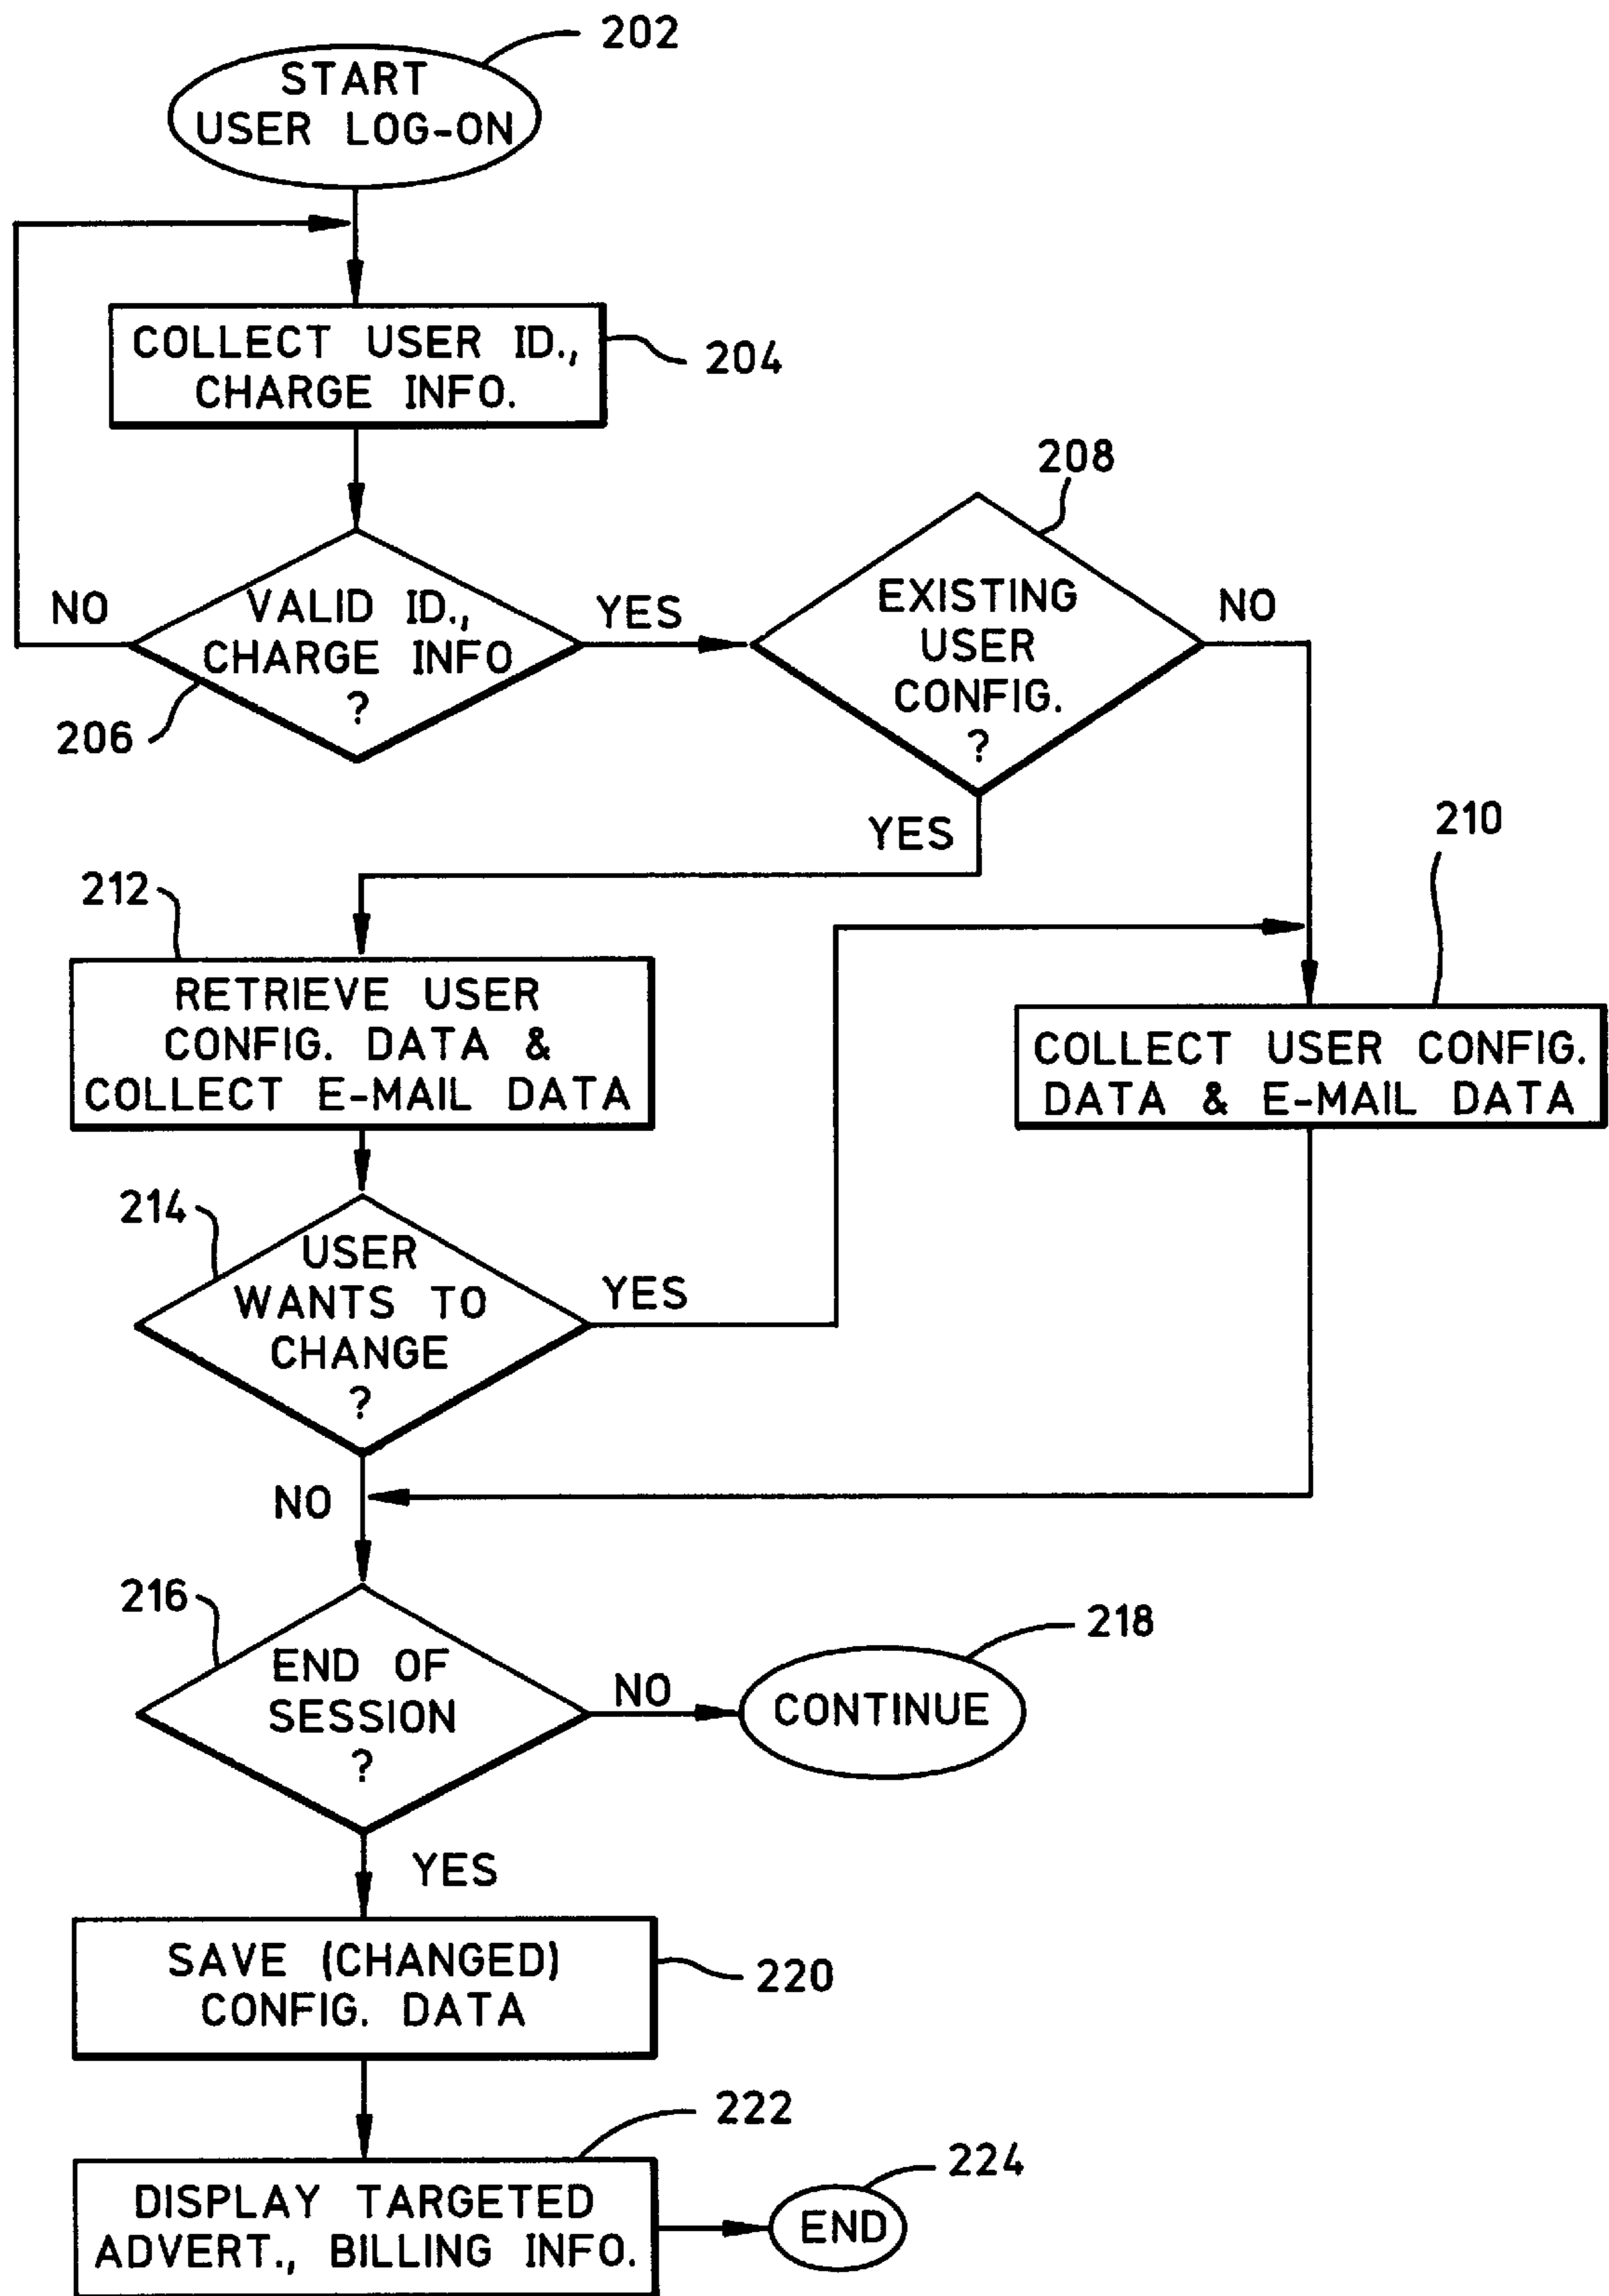 202
START
USER LOG-ON
COLLECT USER ID.,
CHARGE INFO.
204
208
NO
VALID ID.,
CHARGE INFO
?
YES
206
EXISTING
USER
CONFIG.
?
NO
YES
210
212
RETRIEVE USER
CONFIG. DATA &
COLLECT E-MAIL DATA
COLLECT USER CONFIG.
DATA & E-MAIL DATA
214
USER
WANTS TO
CHANGE
?
YES
NO
216
END OF
SESSION
?
NO
218
CONTINUE
YES
SAVE (CHANGED)
CONFIG. DATA
220
222
DISPLAY TARGETED
ADVERT., BILLING INFO.
224
END